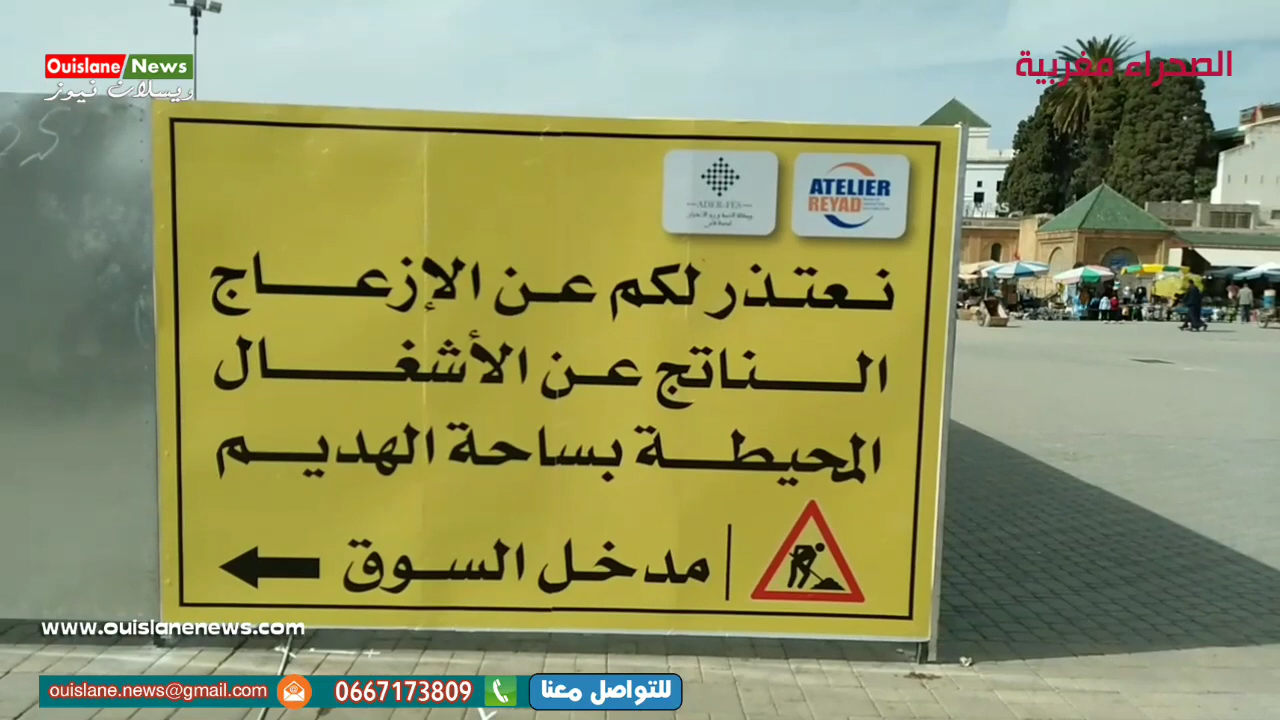 Ouislane News
ويسلان نيوز
الصحراء مغربية
ADER-FES
ATELIER
REYAD
نعتذر لكم عن الإزعاج
الناتج عن الأشغال
المحيطة بساحة الهديم
مدخل السوق
www.ouislanenews.com
ouislane.news@gmail.com 0667173809 للتواصل معنا